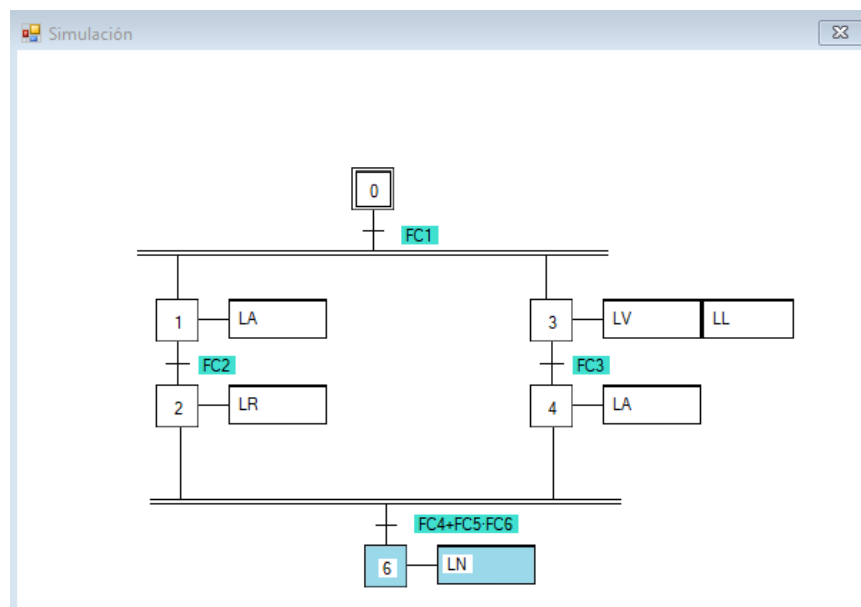 Simulación
0
FC1
1 LA 3 LV LL
FC2 FC3
2 LR 4 LA
FC4+FC5·FC6
6 LN